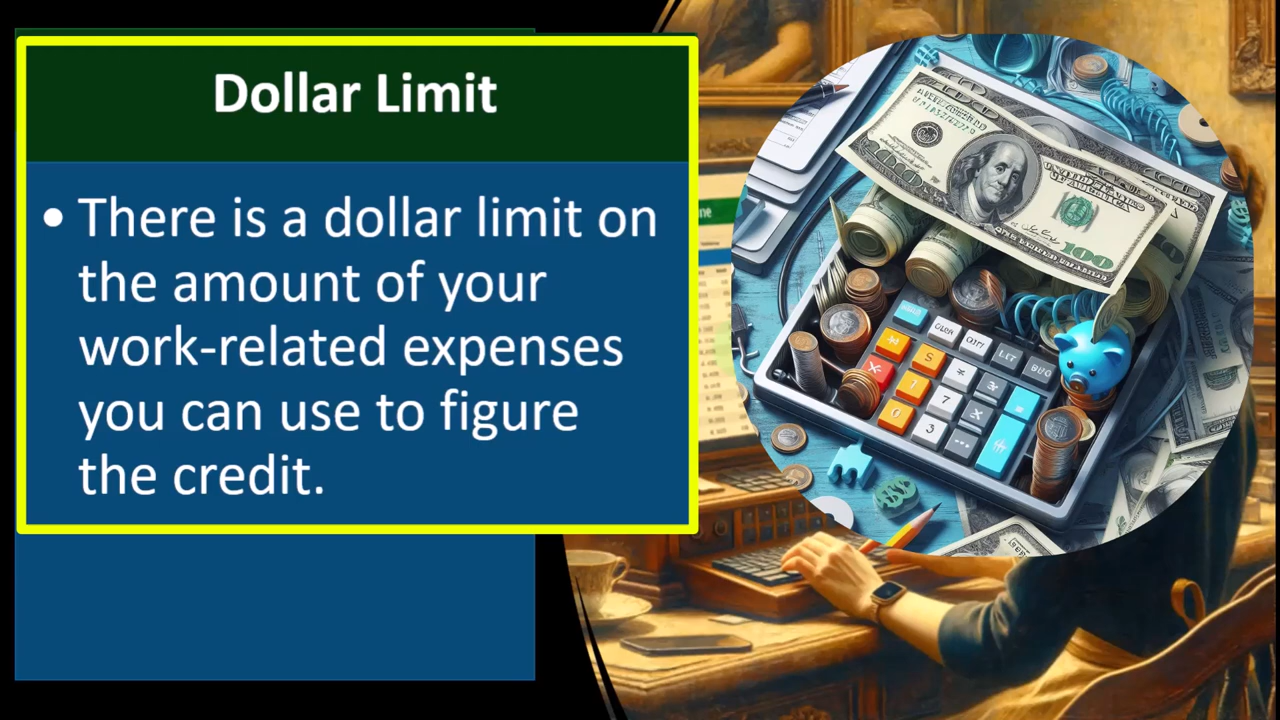 Dollar Limit
• There is a dollar limit on
the amount of your
work-related expenses
you can use to figure
the credit.
100